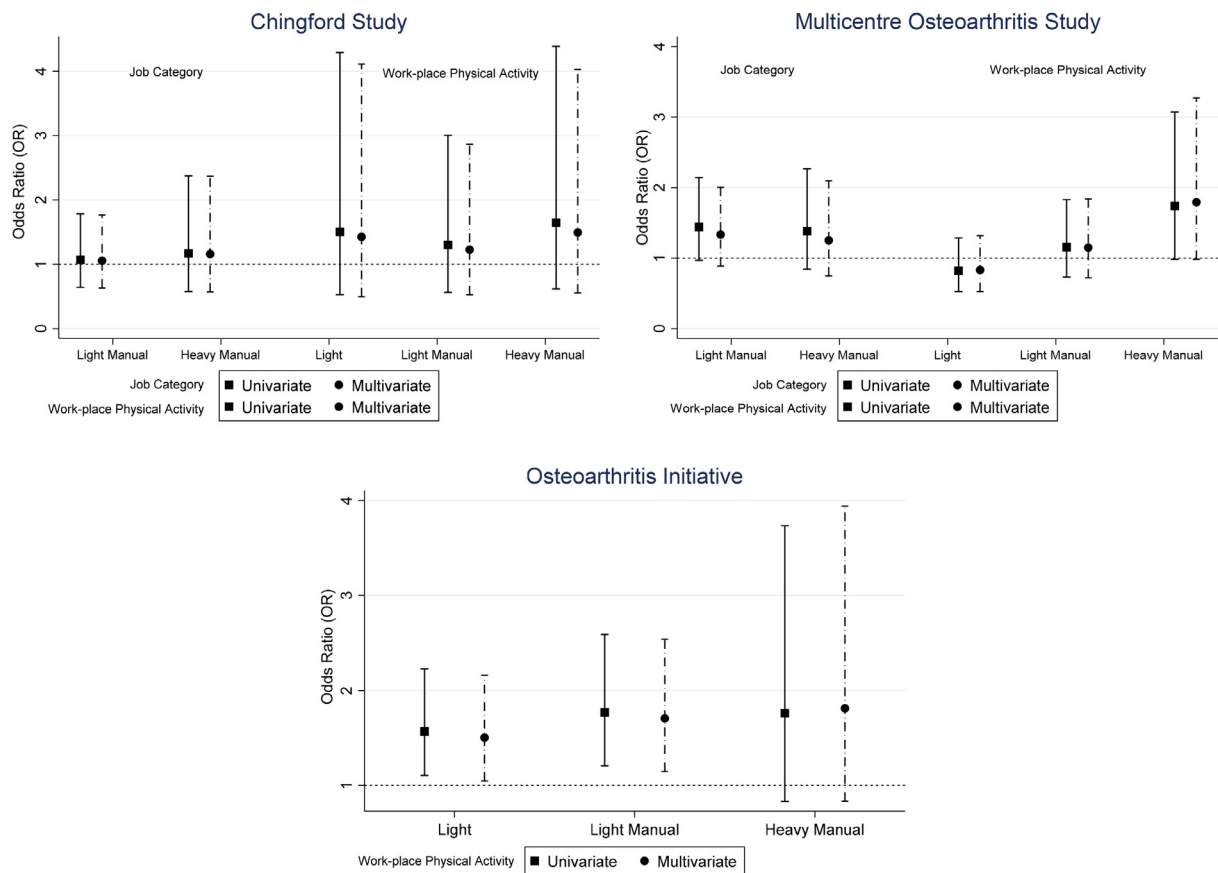 Chingford Study
Job Category
Work-place Physical Activity
Odds Ratio (OR)
4
3
2
1
0
Light Manual Heavy Manual Light Light Manual Heavy Manual
Job Category Univariate Multivariate
Work-place Physical Activity Univariate Multivariate
Multicentre Osteoarthritis Study
Job Category
Work-place Physical Activity
Odds Ratio (OR)
4
3
2
1
0
Light Manual Heavy Manual Light Light Manual Heavy Manual
Job Category Univariate Multivariate
Work-place Physical Activity Univariate Multivariate
Osteoarthritis Initiative
Odds Ratio (OR)
4
3
2
1
Light Light Manual Heavy Manual
Work-place Physical Activity Univariate Multivariate